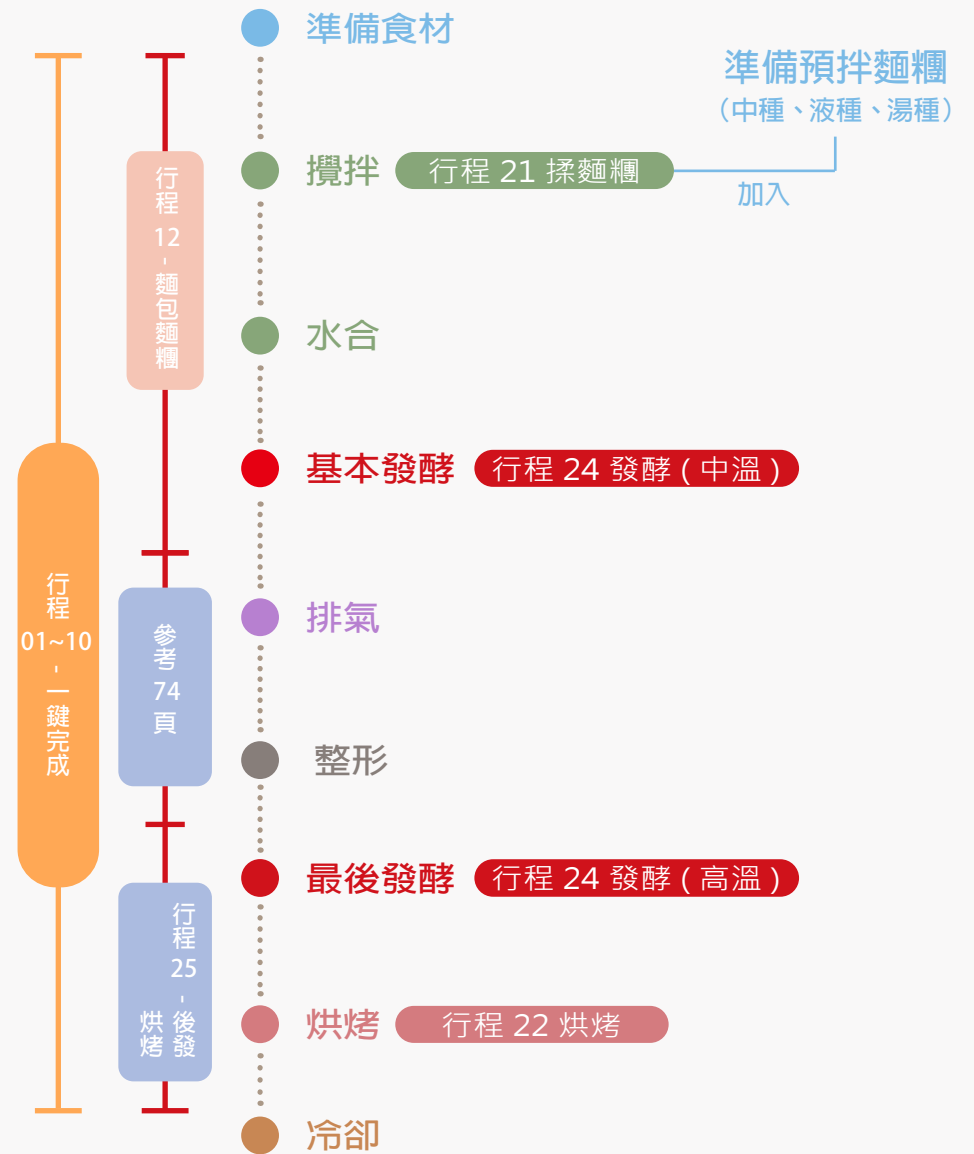 準備食材
準備預拌麵糰
（中種、液種、湯種）
攪拌
行程 21 揉麵糰
加入
水合
基本發酵
行程 24 發酵 ( 中溫 )
排氣
整形
最後發酵
行程 24 發酵 ( 高溫 )
烘烤
行程 22 烘烤
冷卻
行程 12 - 麵包麵糰
參考 74 頁
行程 25 - 後發
烘烤
行程 01~10 - 一鍵完成